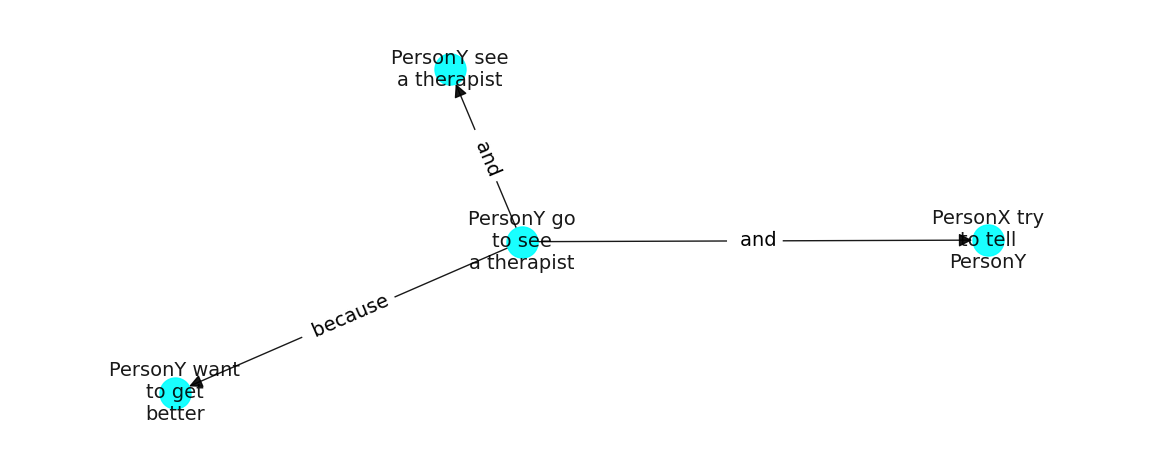 PersonY see
a therapist
and
PersonY go
to see
a therapist
and
PersonX try
to tell
PersonY
because
PersonY want
to get
better